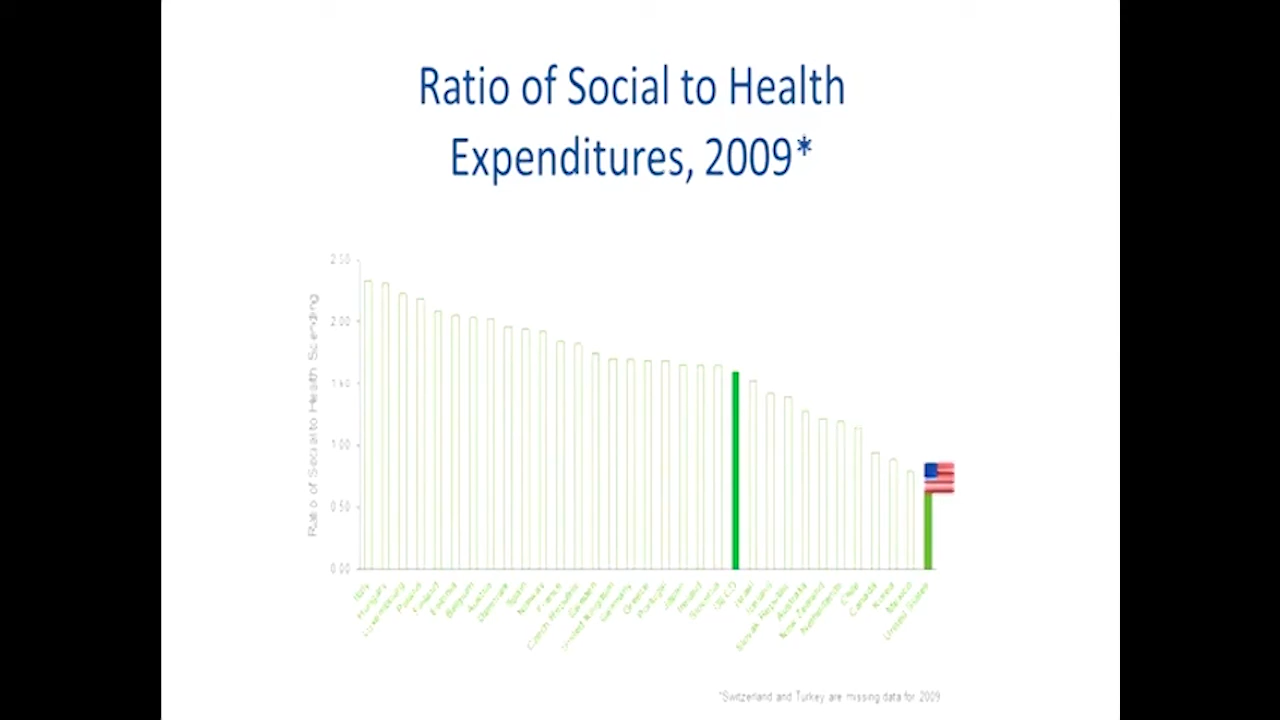 Ratio of Social to Health
Expenditures, 2009*
2.50
2.00
1.50
1.00
0.50
0.00
Ratio of Social to Health Spending
Italy
Hungary
Luxembourg
Poland
Finland
Estonia
Belgium
Austria
Denmark
Spain
Norway
France
Czech Republic
Sweden
United Kingdom
Germany
Greece
Portugal
Japan
Ireland
Slovenia
OECD
Israel
Iceland
Slovak Republic
Australia
New Zealand
Netherlands
Chile
Canada
Korea
Mexico
United States
*Switzerland and Turkey are missing data for 2009